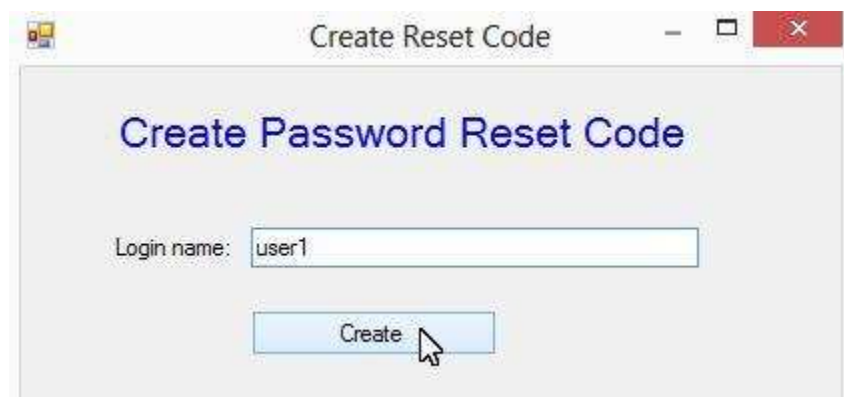 Create Reset Code
Create Password Reset Code
Login name: user1
Create